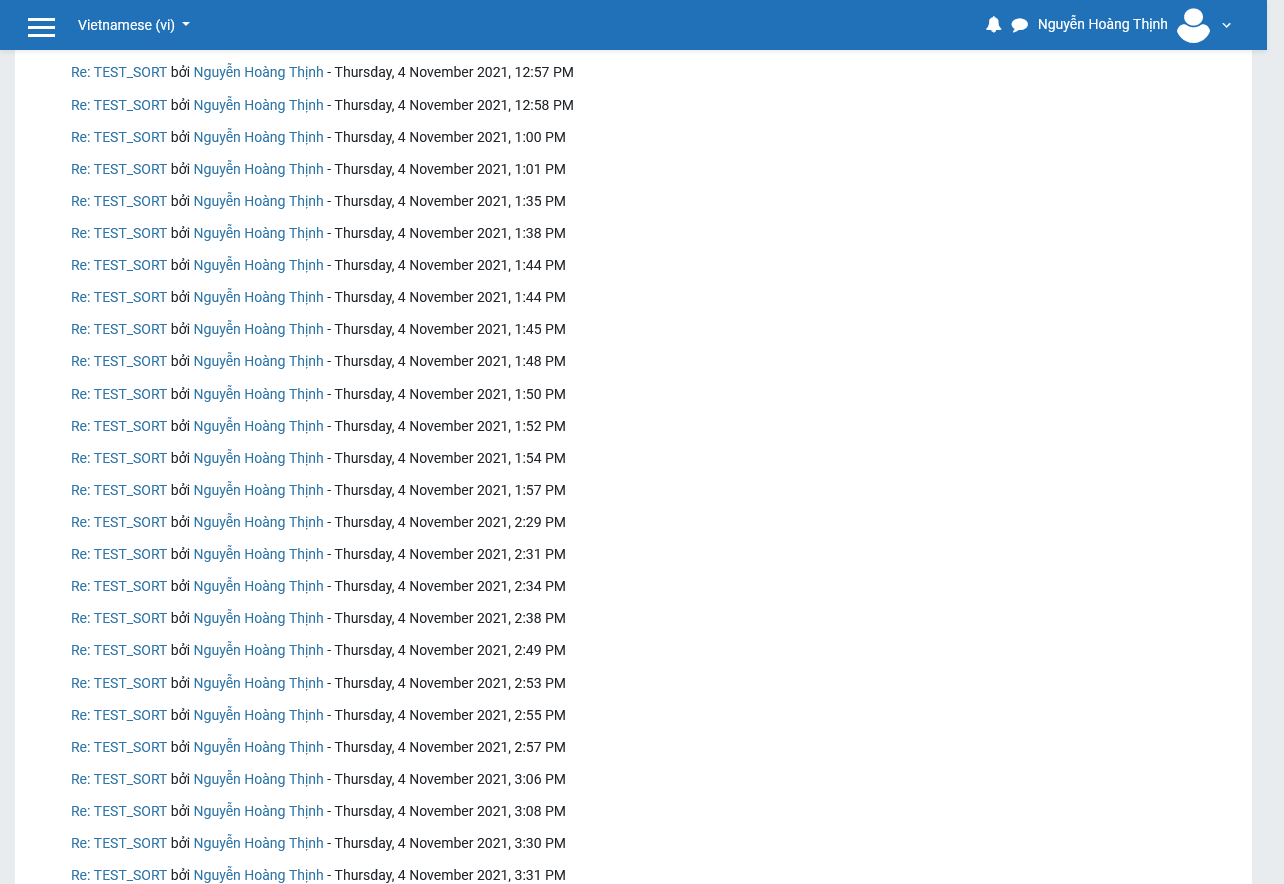 Vietnamese (vi)
Nguyễn Hoàng Thịnh
Re: TEST_SORT bởi Nguyễn Hoàng Thịnh - Thursday, 4 November 2021, 12:57 PM
Re: TEST_SORT bởi Nguyễn Hoàng Thịnh - Thursday, 4 November 2021, 12:58 PM
Re: TEST_SORT bởi Nguyễn Hoàng Thịnh - Thursday, 4 November 2021, 1:00 PM
Re: TEST_SORT bởi Nguyễn Hoàng Thịnh - Thursday, 4 November 2021, 1:01 PM
Re: TEST_SORT bởi Nguyễn Hoàng Thịnh - Thursday, 4 November 2021, 1:35 PM
Re: TEST_SORT bởi Nguyễn Hoàng Thịnh - Thursday, 4 November 2021, 1:38 PM
Re: TEST_SORT bởi Nguyễn Hoàng Thịnh - Thursday, 4 November 2021, 1:44 PM
Re: TEST_SORT bởi Nguyễn Hoàng Thịnh - Thursday, 4 November 2021, 1:44 PM
Re: TEST_SORT bởi Nguyễn Hoàng Thịnh - Thursday, 4 November 2021, 1:45 PM
Re: TEST_SORT bởi Nguyễn Hoàng Thịnh - Thursday, 4 November 2021, 1:48 PM
Re: TEST_SORT bởi Nguyễn Hoàng Thịnh - Thursday, 4 November 2021, 1:50 PM
Re: TEST_SORT bởi Nguyễn Hoàng Thịnh - Thursday, 4 November 2021, 1:52 PM
Re: TEST_SORT bởi Nguyễn Hoàng Thịnh - Thursday, 4 November 2021, 1:54 PM
Re: TEST_SORT bởi Nguyễn Hoàng Thịnh - Thursday, 4 November 2021, 1:57 PM
Re: TEST_SORT bởi Nguyễn Hoàng Thịnh - Thursday, 4 November 2021, 2:29 PM
Re: TEST_SORT bởi Nguyễn Hoàng Thịnh - Thursday, 4 November 2021, 2:31 PM
Re: TEST_SORT bởi Nguyễn Hoàng Thịnh - Thursday, 4 November 2021, 2:34 PM
Re: TEST_SORT bởi Nguyễn Hoàng Thịnh - Thursday, 4 November 2021, 2:38 PM
Re: TEST_SORT bởi Nguyễn Hoàng Thịnh - Thursday, 4 November 2021, 2:49 PM
Re: TEST_SORT bởi Nguyễn Hoàng Thịnh - Thursday, 4 November 2021, 2:53 PM
Re: TEST_SORT bởi Nguyễn Hoàng Thịnh - Thursday, 4 November 2021, 2:55 PM
Re: TEST_SORT bởi Nguyễn Hoàng Thịnh - Thursday, 4 November 2021, 2:57 PM
Re: TEST_SORT bởi Nguyễn Hoàng Thịnh - Thursday, 4 November 2021, 3:06 PM
Re: TEST_SORT bởi Nguyễn Hoàng Thịnh - Thursday, 4 November 2021, 3:08 PM
Re: TEST_SORT bởi Nguyễn Hoàng Thịnh - Thursday, 4 November 2021, 3:30 PM
Re: TEST_SORT bởi Nguyễn Hoàng Thịnh - Thursday, 4 November 2021, 3:31 PM